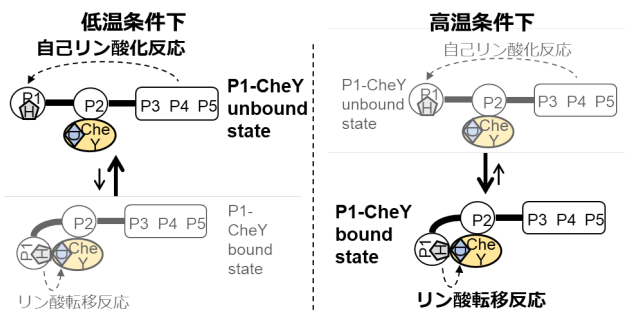 低温条件下
自己リン酸化反応
P1
H
P2
P3 P4 P5
D
Che
Y
P1-CheY
unbound
state
P1-
CheY
bound
state
P2
P3 P4 P5
P1
H
D
Che
Y
リン酸転移反応
高温条件下
自己リン酸化反応
P1-CheY
unbound
state
P1
H
P2
P3 P4 P5
D
Che
Y
P1-CheY
bound
state
P2
P3 P4 P5
P1
H
D
Che
Y
リン酸転移反応